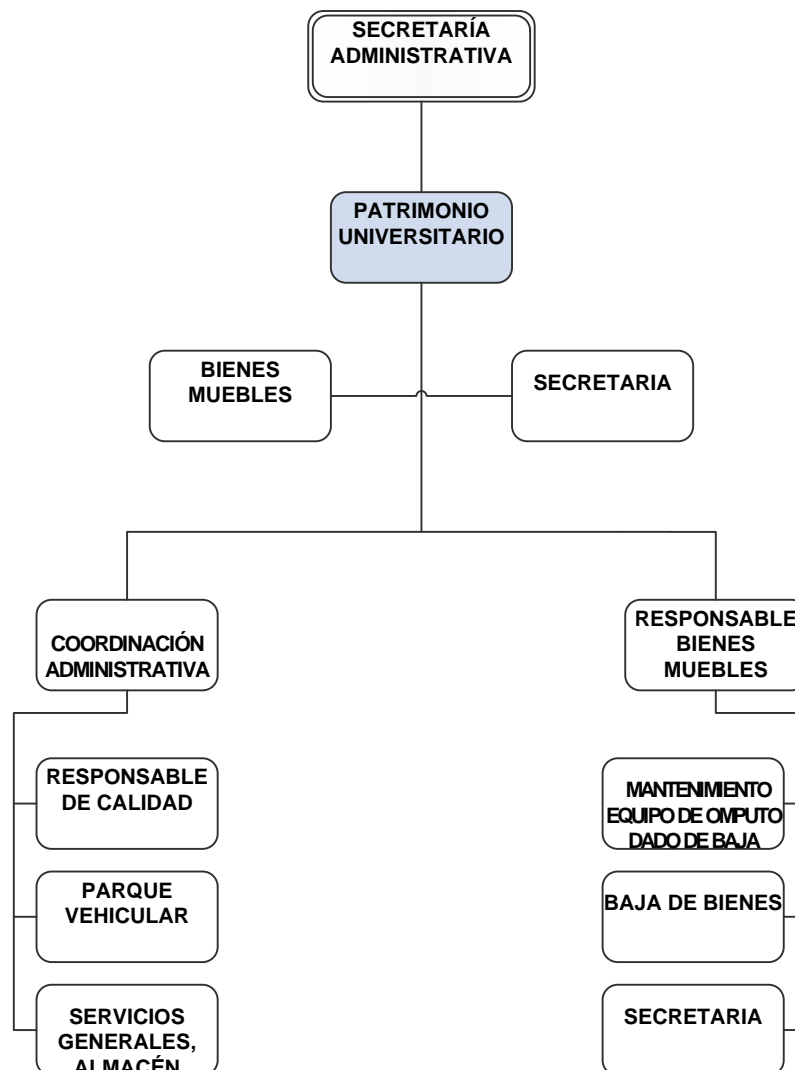 SECRETARÍA
ADMINISTRATIVA
PATRIMONIO
UNIVERSITARIO
BIENES
MUEBLES
SECRETARIA
COORDINACIÓN
ADMINISTRATIVA
RESPONSABLE
BIENES
MUEBLES
RESPONSABLE
DE CALIDAD
MANTENIMIENTO
EQUIPO DE OMPUTO
DADO DE BAJA
PARQUE
VEHICULAR
BAJA DE BIENES
SERVICIOS
GENERALES,
ALMACÉN
SECRETARIA